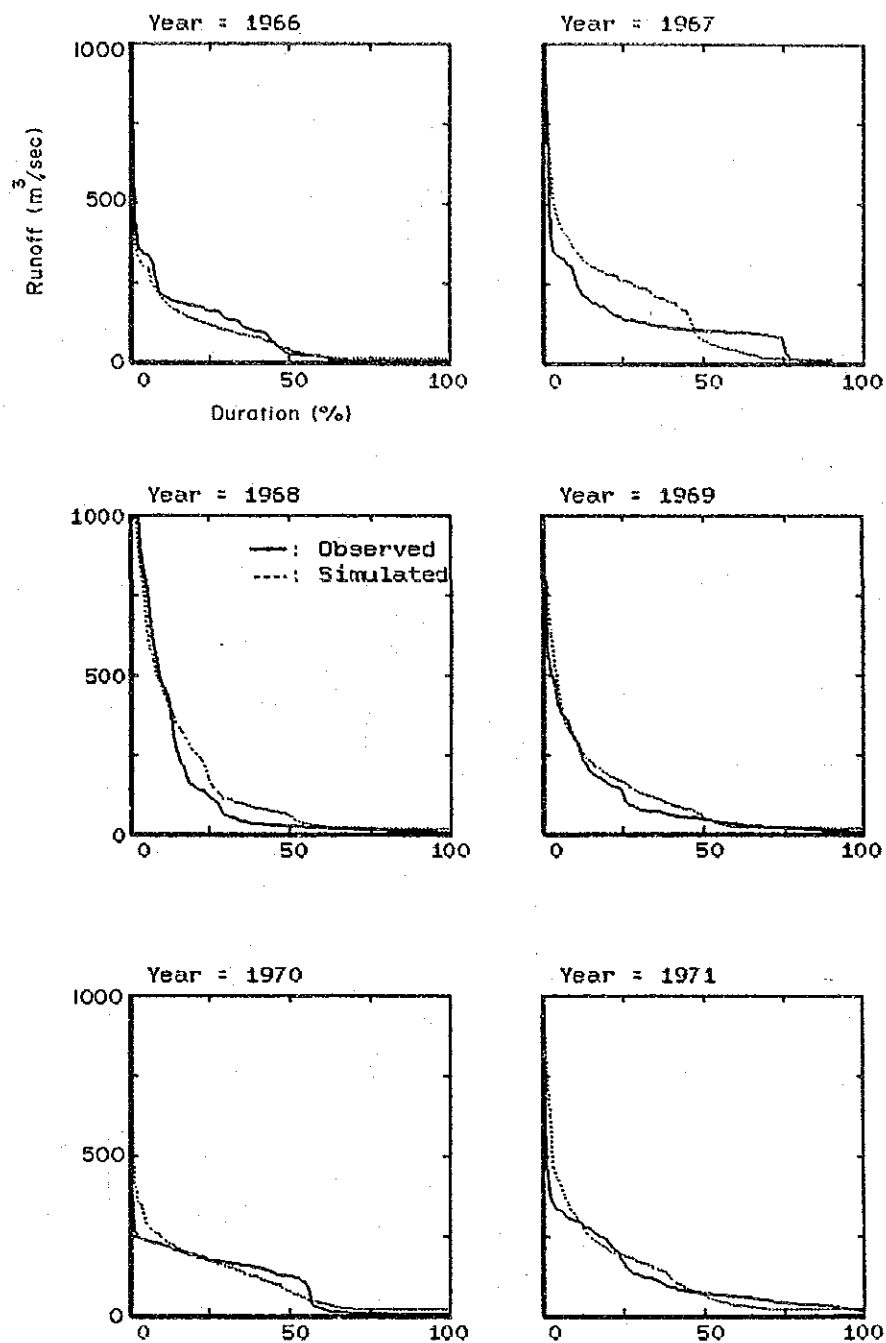 Year = 1966
1000
500
0
Runoff (m³/sec)
0 50 100
Duration (%)
Year = 1967
0 50 100
Year = 1968
1000
500
0
: Observed
: Simulated
0 50 100
Year = 1969
0 50 100
Year = 1970
1000
500
0
0 50 100
Year = 1971
0 50 100